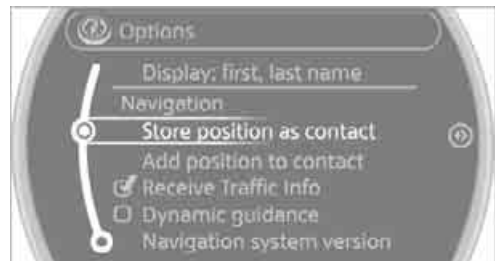 Options
Display: first, last name
Navigation
Store position as contact
Add position to contact
Receive Traffic Info
Dynamic guidance
Navigation system version